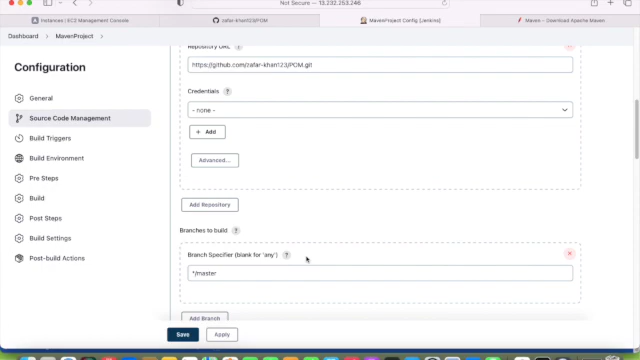 Not Secure — 13.232.253.246
Instances | EC2 Management Console
zafar-khan123/POM
MavenProject Config [Jenkins]
Maven – Download Apache Maven
Dashboard > MavenProject >
Configuration
General
Source Code Management
Build Triggers
Build Environment
Pre Steps
Build
Post Steps
Build Settings
Post-build Actions
Repository URL ?
https://github.com/zafar-khan123/POM.git
Credentials ?
- none -
+ Add
Advanced...
Add Repository
Branches to build ?
Branch Specifier (blank for 'any') ?
*/master
Add Branch
Save
Apply